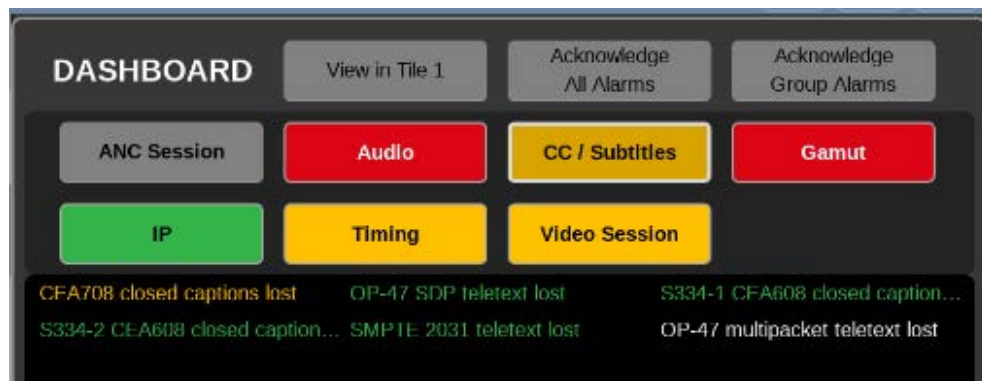 DASHBOARD
View in Tile 1
Acknowledge
All Alarms
Acknowledge
Group Alarms
ANC Session
Audio
CC / Subtitles
Gamut
IP
Timing
Video Session
CEA708 closed captions lost
OP-47 SDP teletext lost
S334-1 CEA608 closed caption...
S334-2 CEA608 closed caption...
SMPTE 2031 teletext lost
OP-47 multipacket teletext lost